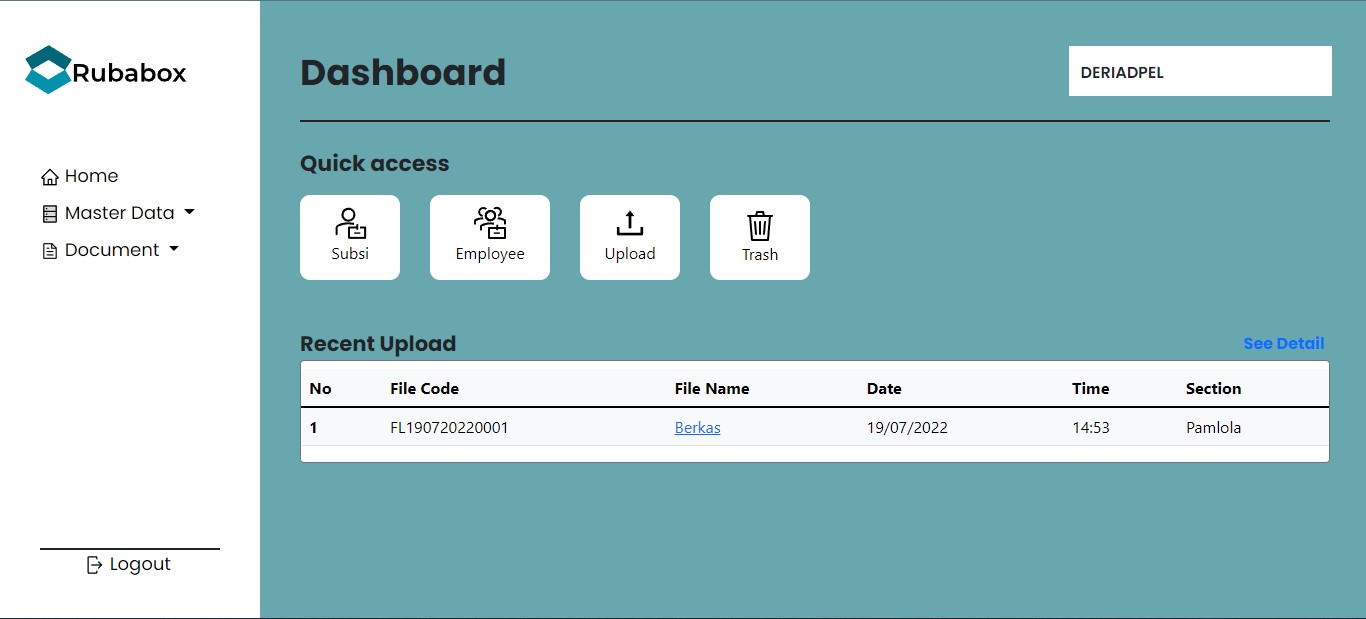 Rubabox
Dashboard
DERIADPEL
Home
Master Data
Document
Quick access
Subsi
Employee
Upload
Trash
Recent Upload
See Detail
No File Code File Name Date Time Section
1 FL190720220001 Berkas 19/07/2022 14:53 Pamlola
Logout